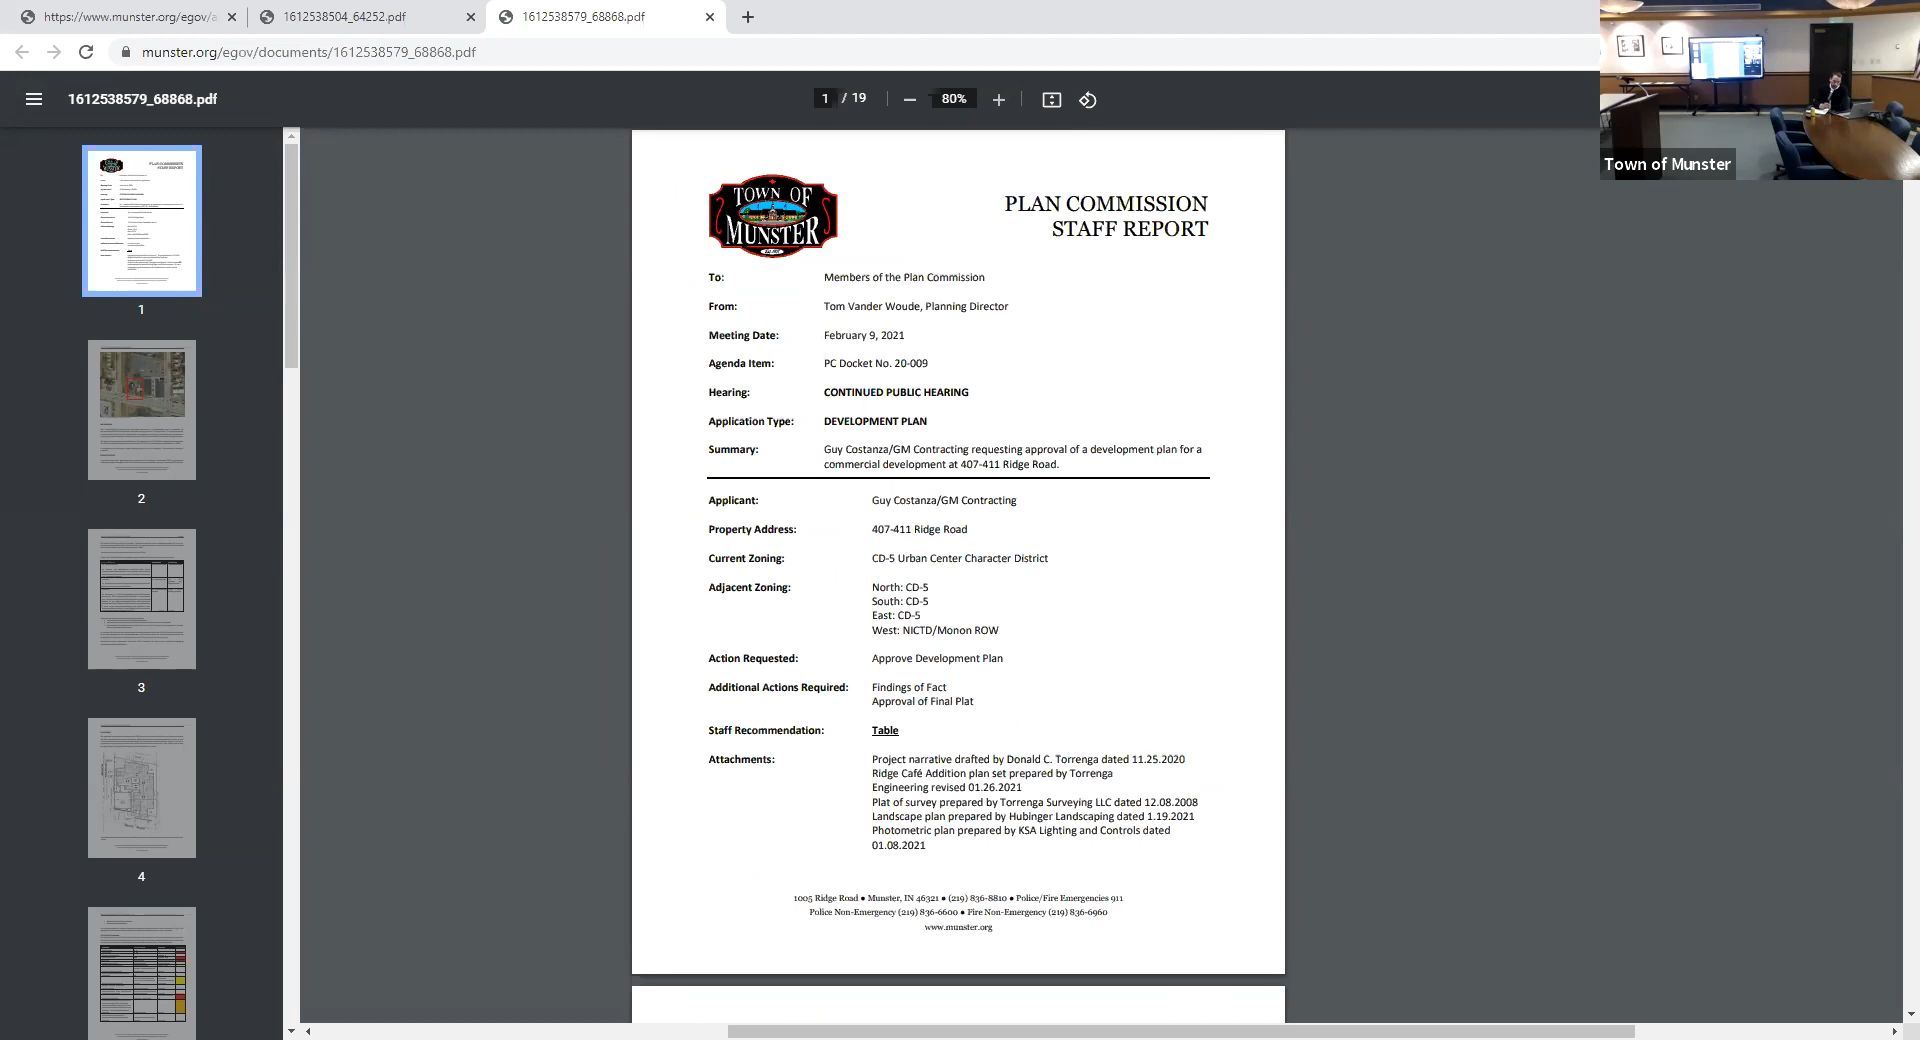 https://www.munster.org/egov/a
1612538504_64252.pdf
1612538579_68868.pdf
munster.org/egov/documents/1612538579_68868.pdf
1612538579_68868.pdf
1 / 19
80%
Town of Munster
TOWN OF
MUNSTER
PLAN COMMISSION
STAFF REPORT
To: Members of the Plan Commission
From: Tom Vander Woude, Planning Director
Meeting Date: February 9, 2021
Agenda Item: PC Docket No. 20-009
Hearing: CONTINUED PUBLIC HEARING
Application Type: DEVELOPMENT PLAN
Summary: Guy Costanza/GM Contracting requesting approval of a development plan for a
commercial development at 407-411 Ridge Road.
Applicant: Guy Costanza/GM Contracting
Property Address: 407-411 Ridge Road
Current Zoning: CD-5 Urban Center Character District
Adjacent Zoning: North: CD-5
South: CD-5
East: CD-5
West: NICTD/Monon ROW
Action Requested: Approve Development Plan
Additional Actions Required: Findings of Fact
Approval of Final Plat
Staff Recommendation: Table
Attachments: Project narrative drafted by Donald C. Torrenga dated 11.25.2020
Ridge Café Addition plan set prepared by Torrenga
Engineering revised 01.26.2021
Plat of survey prepared by Torrenga Surveying LLC dated 12.08.2008
Landscape plan prepared by Hubinger Landscaping dated 1.19.2021
Photometric plan prepared by KSA Lighting and Controls dated
01.08.2021
1005 Ridge Road ● Munster, IN 46321 ● (219) 836-8810 ● Police/Fire Emergencies 911
Police Non-Emergency (219) 836-6600 ● Fire Non-Emergency (219) 836-6960
www.munster.org
1
2
3
4